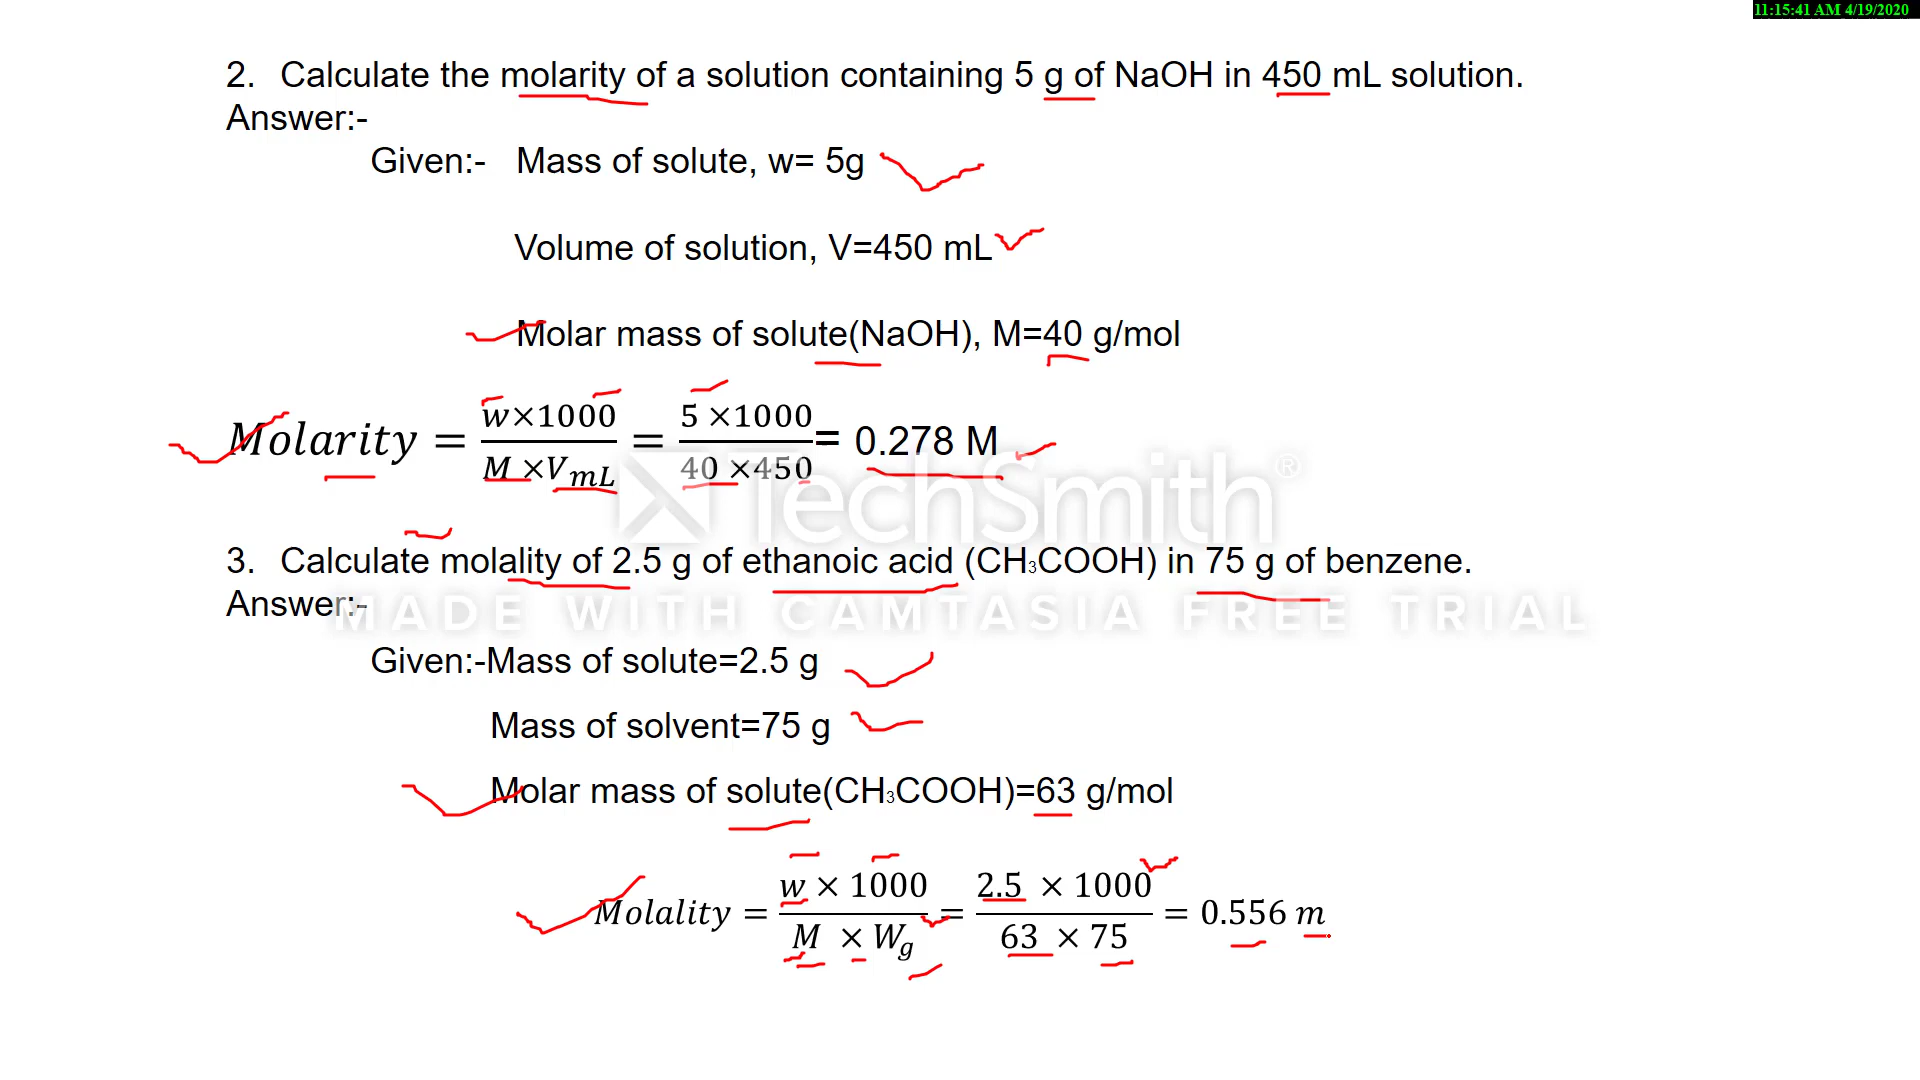 11:15:41 AM 4/19/2020
2. Calculate the molarity of a solution containing 5 g of NaOH in 450 mL solution.
Answer:-
Given:- Mass of solute, w= 5g
Volume of solution, V=450 mL
Molar mass of solute(NaOH), M=40 g/mol
Molarity = w×1000 / M ×V_mL = 5 ×1000 / 40 ×450 = 0.278 M
TechSmith®
3. Calculate molality of 2.5 g of ethanoic acid (CH₃COOH) in 75 g of benzene.
Answer:-
MADE WITH CAMTASIA FREE TRIAL
Given:-Mass of solute=2.5 g
Mass of solvent=75 g
Molar mass of solute(CH₃COOH)=63 g/mol
Molality = w × 1000 / M × W_g = 2.5 × 1000 / 63 × 75 = 0.556 m